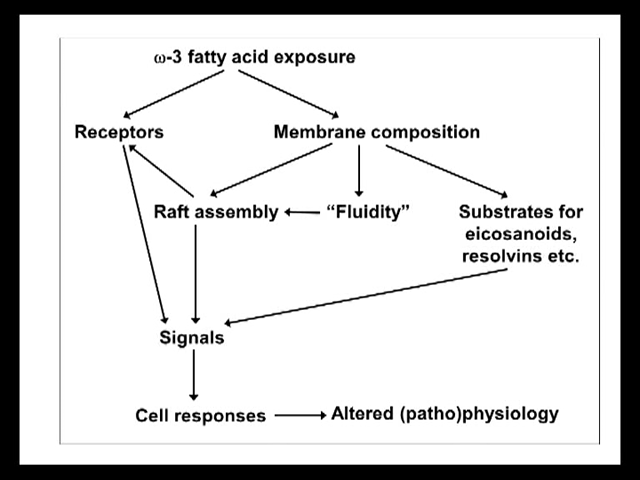 ω-3 fatty acid exposure
Receptors
Membrane composition
Raft assembly
“Fluidity”
Substrates for
eicosanoids,
resolvins etc.
Signals
Cell responses
Altered (patho)physiology